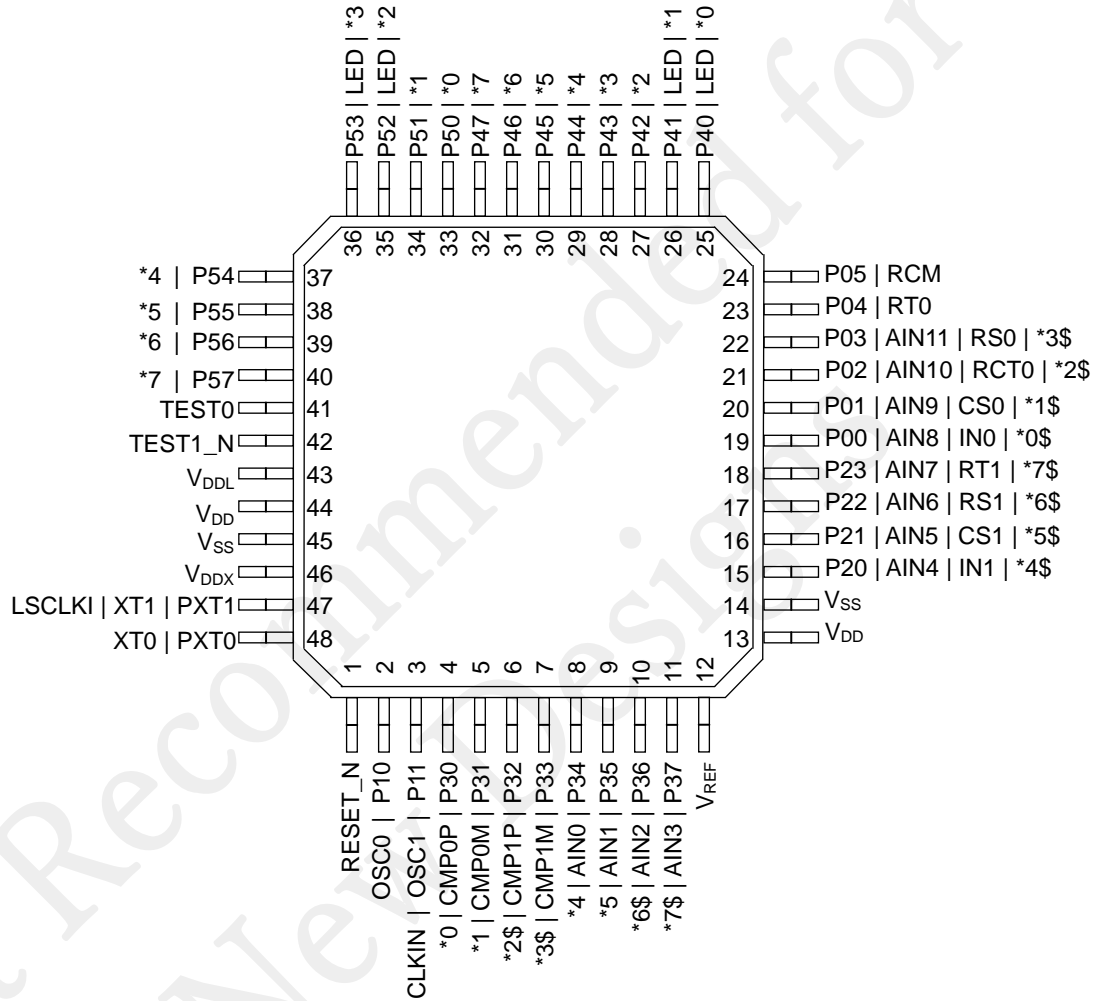 P53 | LED | *3
P52 | LED | *2
P51 | *1
P50 | *0
P47 | *7
P46 | *6
P45 | *5
P44 | *4
P43 | *3
P42 | *2
P41 | LED | *1
P40 | LED | *0
36
35
34
33
32
31
30
29
28
27
26
25
*4 | P54 37
*5 | P55 38
*6 | P56 39
*7 | P57 40
TEST0 41
TEST1_N 42
VDDL 43
VDD 44
VSS 45
VDDX 46
LSCLKI | XT1 | PXT1 47
XT0 | PXT0 48
24 P05 | RCM
23 P04 | RT0
22 P03 | AIN11 | RS0 | *3$
21 P02 | AIN10 | RCT0 | *2$
20 P01 | AIN9 | CS0 | *1$
19 P00 | AIN8 | IN0 | *0$
18 P23 | AIN7 | RT1 | *7$
17 P22 | AIN6 | RS1 | *6$
16 P21 | AIN5 | CS1 | *5$
15 P20 | AIN4 | IN1 | *4$
14 VSS
13 VDD
1
2
3
4
5
6
7
8
9
10
11
12
RESET_N
OSC0 | P10
CLKIN | OSC1 | P11
*0 | CMP0P | P30
*1 | CMP0M | P31
*2$ | CMP1P | P32
*3$ | CMP1M | P33
*4 | AIN0 | P34
*5 | AIN1 | P35
*6$ | AIN2 | P36
*7$ | AIN3 | P37
VREF
Recommended for
New Designs